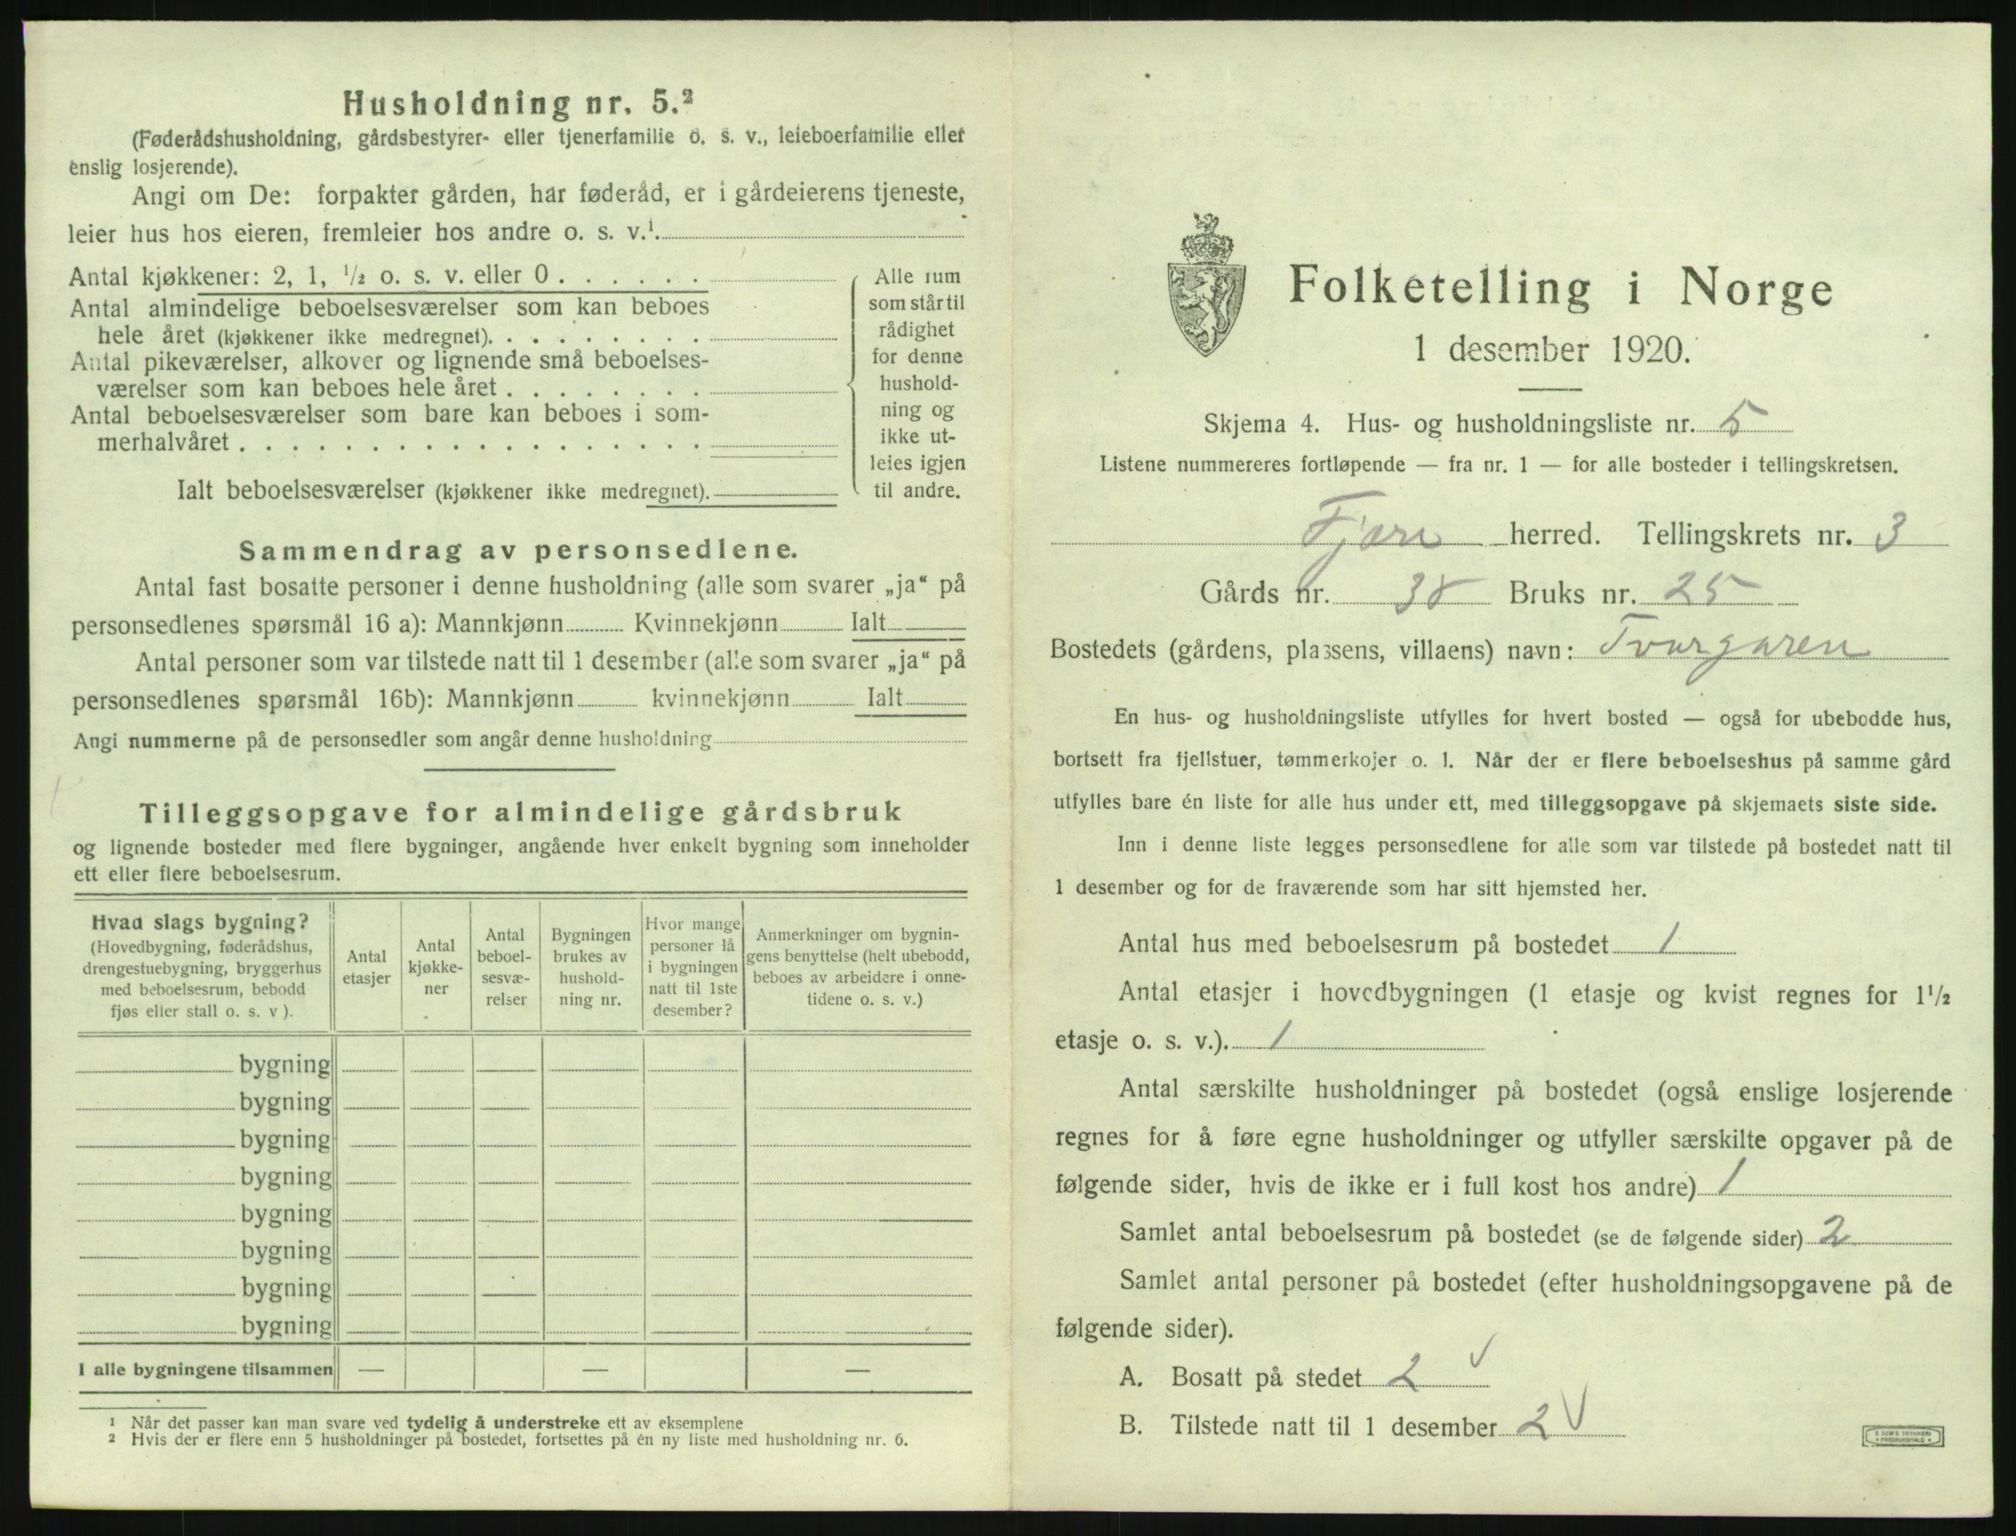 Husholdning nr. 5.²
(Føderådshusholdning, gårdsbestyrer- eller tjenerfamilie o. s. v., leieboerfamilie eller
enslig losjerende).
Angi om De: forpakter gården, har føderåd, er i gårdeierens tjeneste,
leier hus hos eieren, fremleier hos andre o. s. v.¹
Antal kjøkkener: 2, 1, ½ o. s. v. eller 0
Antal almindelige beboelsesværelser som kan beboes
hele året (kjøkkener ikke medregnet)
Antal pikeværelser, alkover og lignende små beboelses-
værelser som kan beboes hele året
Antal beboelsesværelser som bare kan beboes i som-
merhalvåret
Ialt beboelsesværelser (kjøkkener ikke medregnet)
Alle rum
som står til
rådighet
for denne
hushold-
ning og
ikke ut-
leies igjen
til andre.
Sammendrag av personsedlene.
Antal fast bosatte personer i denne husholdning (alle som svarer „ja“ på
personsedlenes spørsmål 16 a): Mannkjønn Kvinnekjønn Ialt
Antal personer som var tilstede natt til 1 desember (alle som svarer „ja“ på
personsedlenes spørsmål 16b): Mannkjønn kvinnekjønn Ialt
Angi nummerne på de personsedler som angår denne husholdning
Tilleggsopgave for almindelige gårdsbruk
og lignende bosteder med flere bygninger, angående hver enkelt bygning som inneholder
ett eller flere beboelsesrum.
Hvad slags bygning?
(Hovedbygning, føderådshus,
drengestuebygning, bryggerhus
med beboelsesrum, bebodd
fjøs eller stall o. s. v ).
Antal
etasjer
Antal
kjøkke-
ner
Antal
beboel-
sesvæ-
relser
Bygningen
brukes av
hushold-
ning nr.
Hvor mange
personer lå
i bygningen
natt til 1ste
desember?
Anmerkninger om bygnin-
gens benyttelse (helt ubebodd,
beboes av arbeidere i onne-
tidene o. s. v.)
bygning
bygning
bygning
bygning
bygning
bygning
bygning
bygning
I alle bygningene tilsammen — — —
¹ Når det passer kan man svare ved tydelig å understreke ett av eksemplene
² Hvis der er flere enn 5 husholdninger på bostedet, fortsettes på én ny liste med husholdning nr. 6.
Folketelling i Norge
1 desember 1920.
Skjema 4. Hus- og husholdningsliste nr. 5
Listene nummereres fortløpende — fra nr. 1 — for alle bosteder i tellingskretsen.
Fjære herred. Tellingskrets nr. 3
Gårds nr. 38 Bruks nr. 25
Bostedets (gårdens, plassens, villaens) navn:
En hus- og husholdningsliste utfylles for hvert bosted — også for ubebodde hus,
bortsett fra fjellstuer, tømmerkojer o. l. Når der er flere beboelseshus på samme gård
utfylles bare én liste for alle hus under ett, med tilleggsopgave på skjemaets siste side.
Inn i denne liste legges personsedlene for alle som var tilstede på bostedet natt til
1 desember og for de fraværende som har sitt hjemsted her.
Antal hus med beboelsesrum på bostedet 1
Antal etasjer i hovedbygningen (1 etasje og kvist regnes for 1½
etasje o. s. v.). 1
Antal særskilte husholdninger på bostedet (også enslige losjerende
regnes for å føre egne husholdninger og utfyller særskilte opgaver på de
følgende sider, hvis de ikke er i full kost hos andre) 1
Samlet antal beboelsesrum på bostedet (se de følgende sider) 2
Samlet antal personer på bostedet (efter husholdningsopgavene på de
følgende sider).
A. Bosatt på stedet 2 V
B. Tilstede natt til 1 desember 2 V